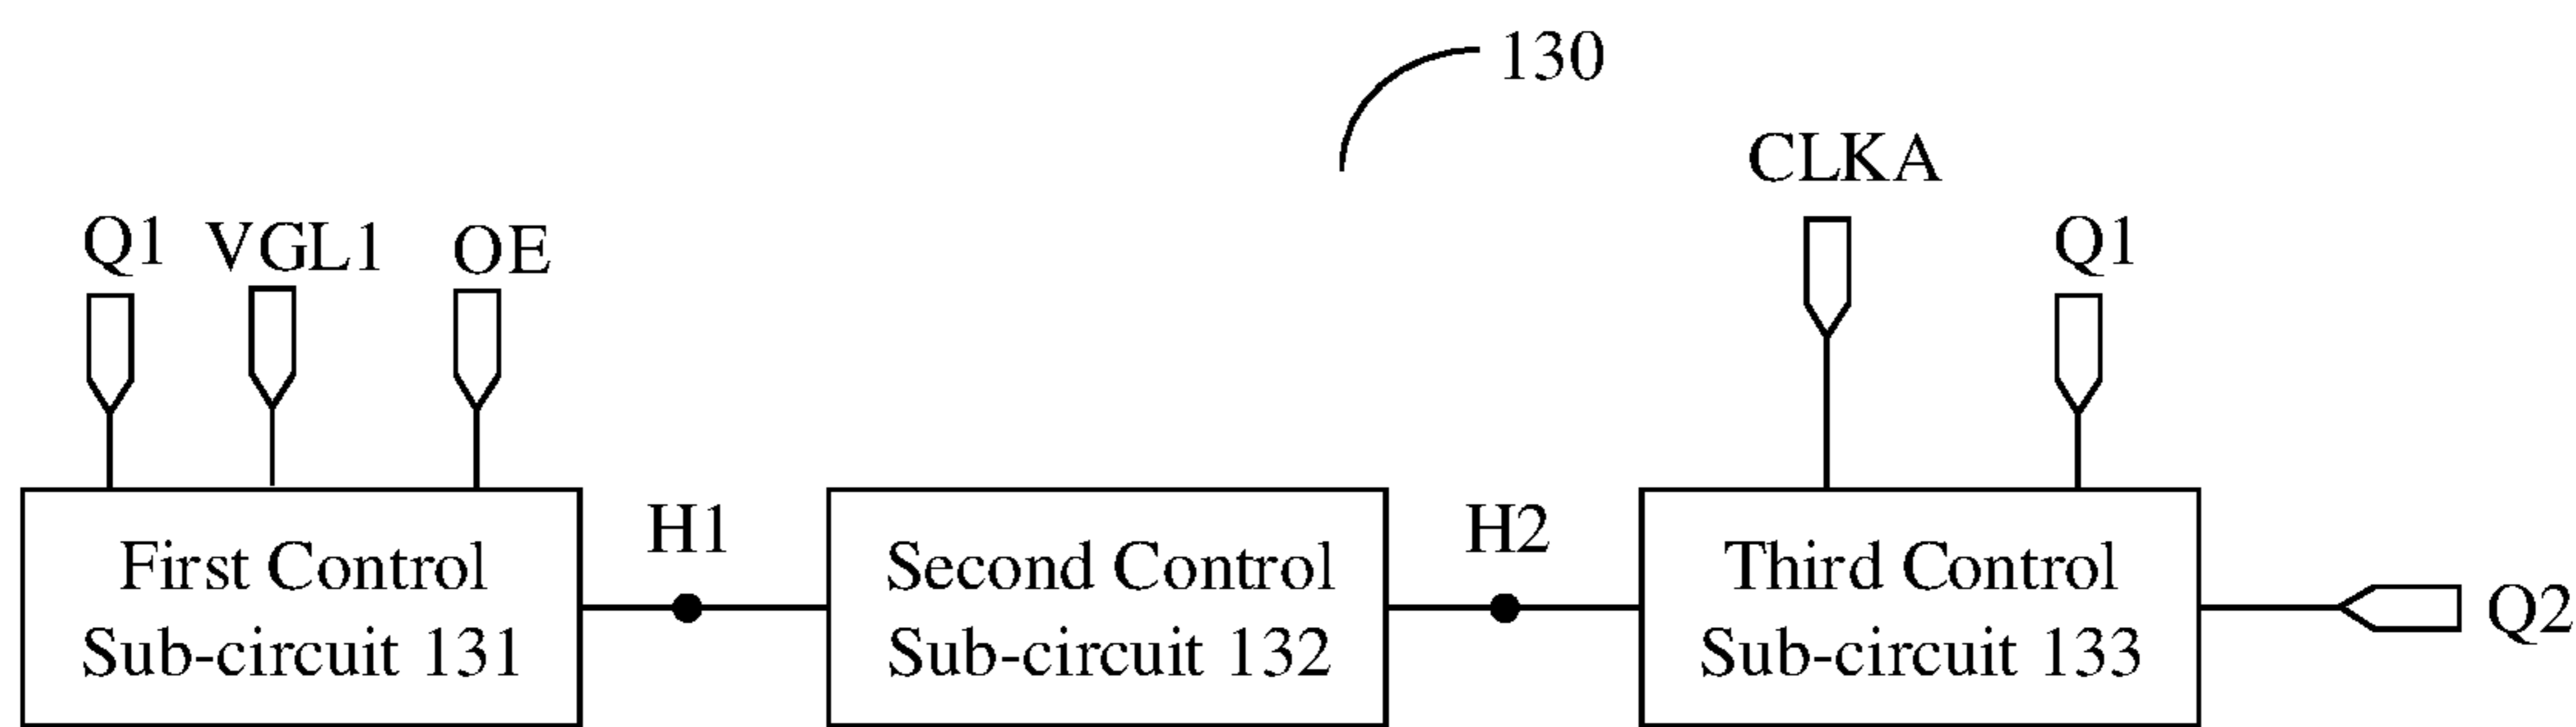 130
CLKA
Q1 VGL1 OE
Q1
H1
H2
First Control
Sub-circuit 131
Second Control
Sub-circuit 132
Third Control
Sub-circuit 133
Q2